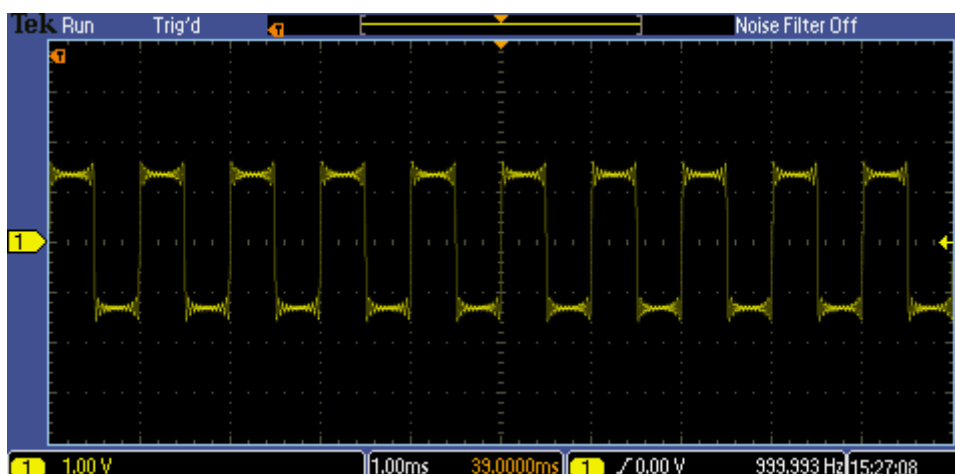 Tek Run Trig'd T Noise Filter Off
T
1
1 1.00 V 1.00ms 39.0000ms 1 0.00 V 999.993 Hz 15:27:08